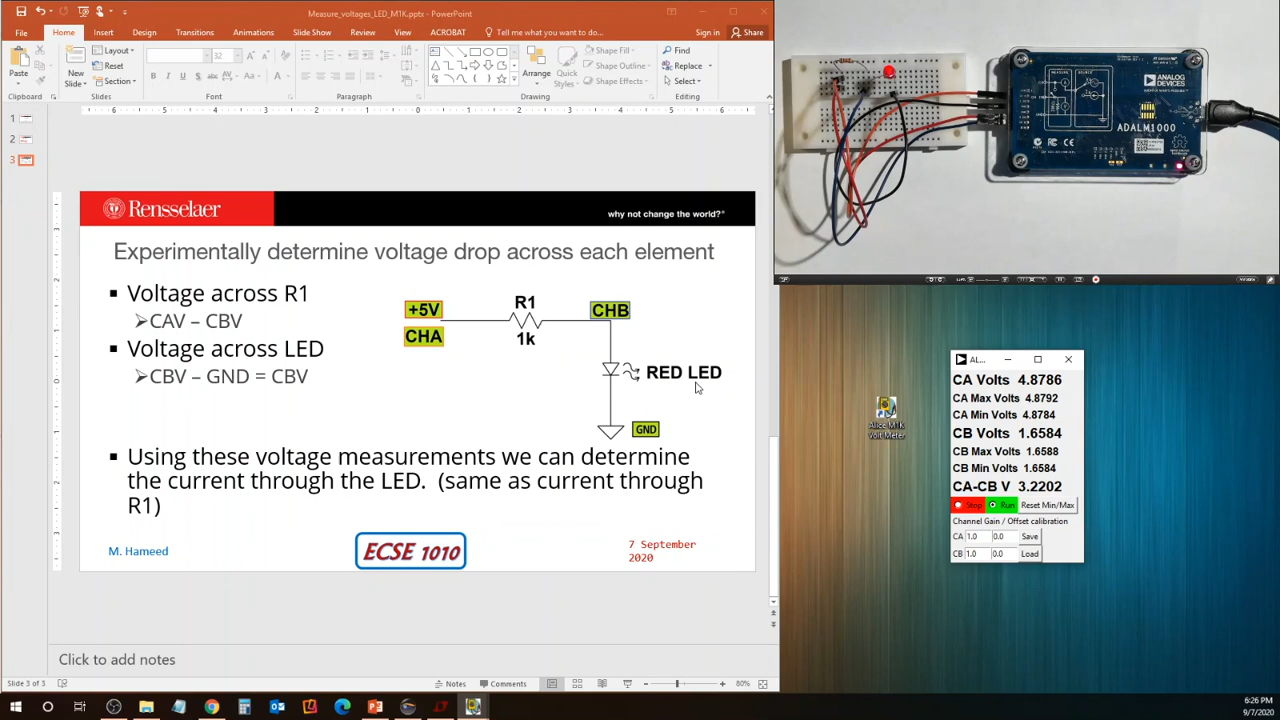 Measure_voltages_LED_M1K.pptx - PowerPoint
File Home Insert Design Transitions Animations Slide Show Review View ACROBAT Tell me what you want to do... Sign in Share
Paste
New
Slide
Layout
Reset
Section
32
Arrange
Quick
Styles
Shape Fill
Shape Outline
Shape Effects
Find
Replace
Select
Clipboard Slides Font Paragraph Drawing Editing
1
2
3
Rensselaer
why not change the world?®
Experimentally determine voltage drop across each element
Voltage across R1
CAV – CBV
Voltage across LED
CBV – GND = CBV
+5V
CHA
R1
1k
CHB
RED LED
GND
Using these voltage measurements we can determine
the current through the LED. (same as current through
R1)
M. Hameed
ECSE 1010
7 September
2020
Click to add notes
Slide 3 of 3
Notes
Comments
80%
ANALOG
DEVICES
ADALM1000
Alice M1K
Volt Meter
AL...
CA Volts 4.8786
CA Max Volts 4.8792
CA Min Volts 4.8784
CB Volts 1.6584
CB Max Volts 1.6588
CB Min Volts 1.6584
CA-CB V 3.2202
Stop Run Reset Min/Max
Channel Gain / Offset calibration
CA 1.0 0.0 Save
CB 1.0 0.0 Load
6:26 PM
9/7/2020